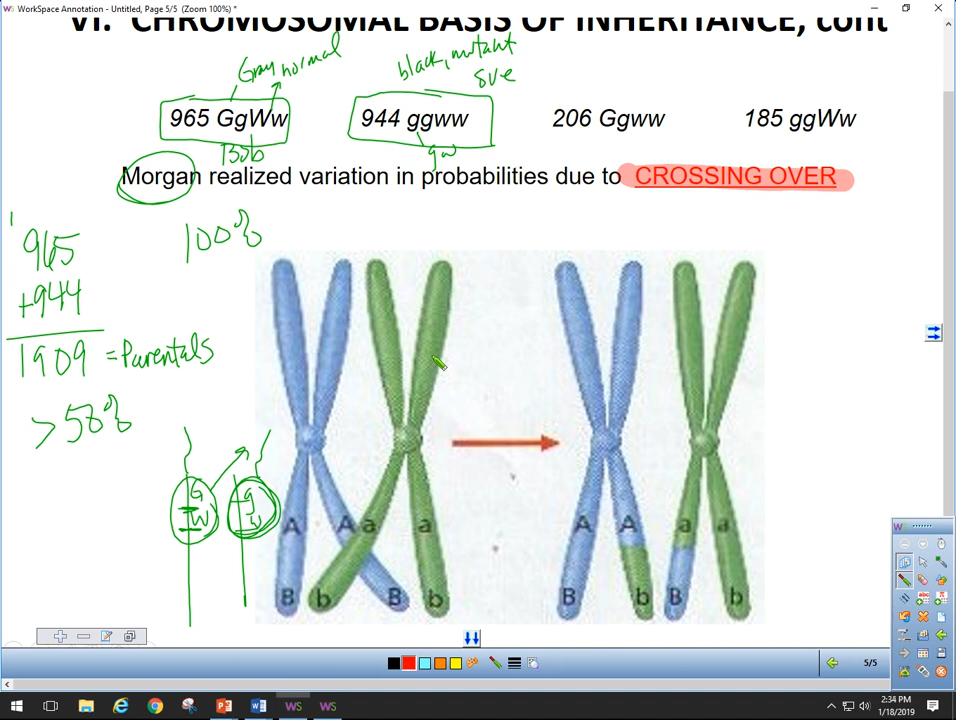 WorkSpace Annotation - Untitled, Page 5/5 (Zoom 100%) *
VI. CHROMOSOMAL BASIS OF INHERITANCE, cont
Gray normal
black, mutant
965 GgWw 944 ggww 206 Ggww 185 ggWw
gw
Morgan realized variation in probabilities due to CROSSING OVER
965
+944
1909 = Parentals
100%
>50%
G
W
g
w
A A a a
B b B b
A A a a
B b B b
5/5
2:34 PM
1/18/2019